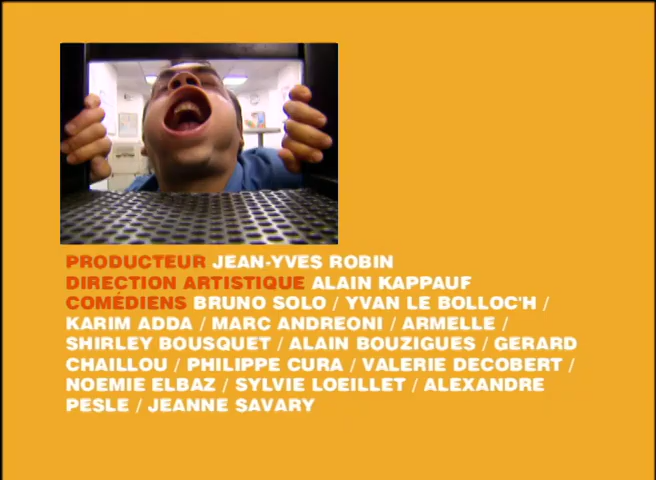 PRODUCTEUR JEAN-YVES ROBIN
DIRECTION ARTISTIQUE ALAIN KAPPAUF
COMÉDIENS BRUNO SOLO / YVAN LE BOLLOC'H /
KARIM ADDA / MARC ANDREONI / ARMELLE /
SHIRLEY BOUSQUET / ALAIN BOUZIGUES / GERARD
CHAILLOU / PHILIPPE CURA / VALERIE DECOBERT /
NOEMIE ELBAZ / SYLVIE LOEILLET / ALEXANDRE
PESLE / JEANNE SAVARY